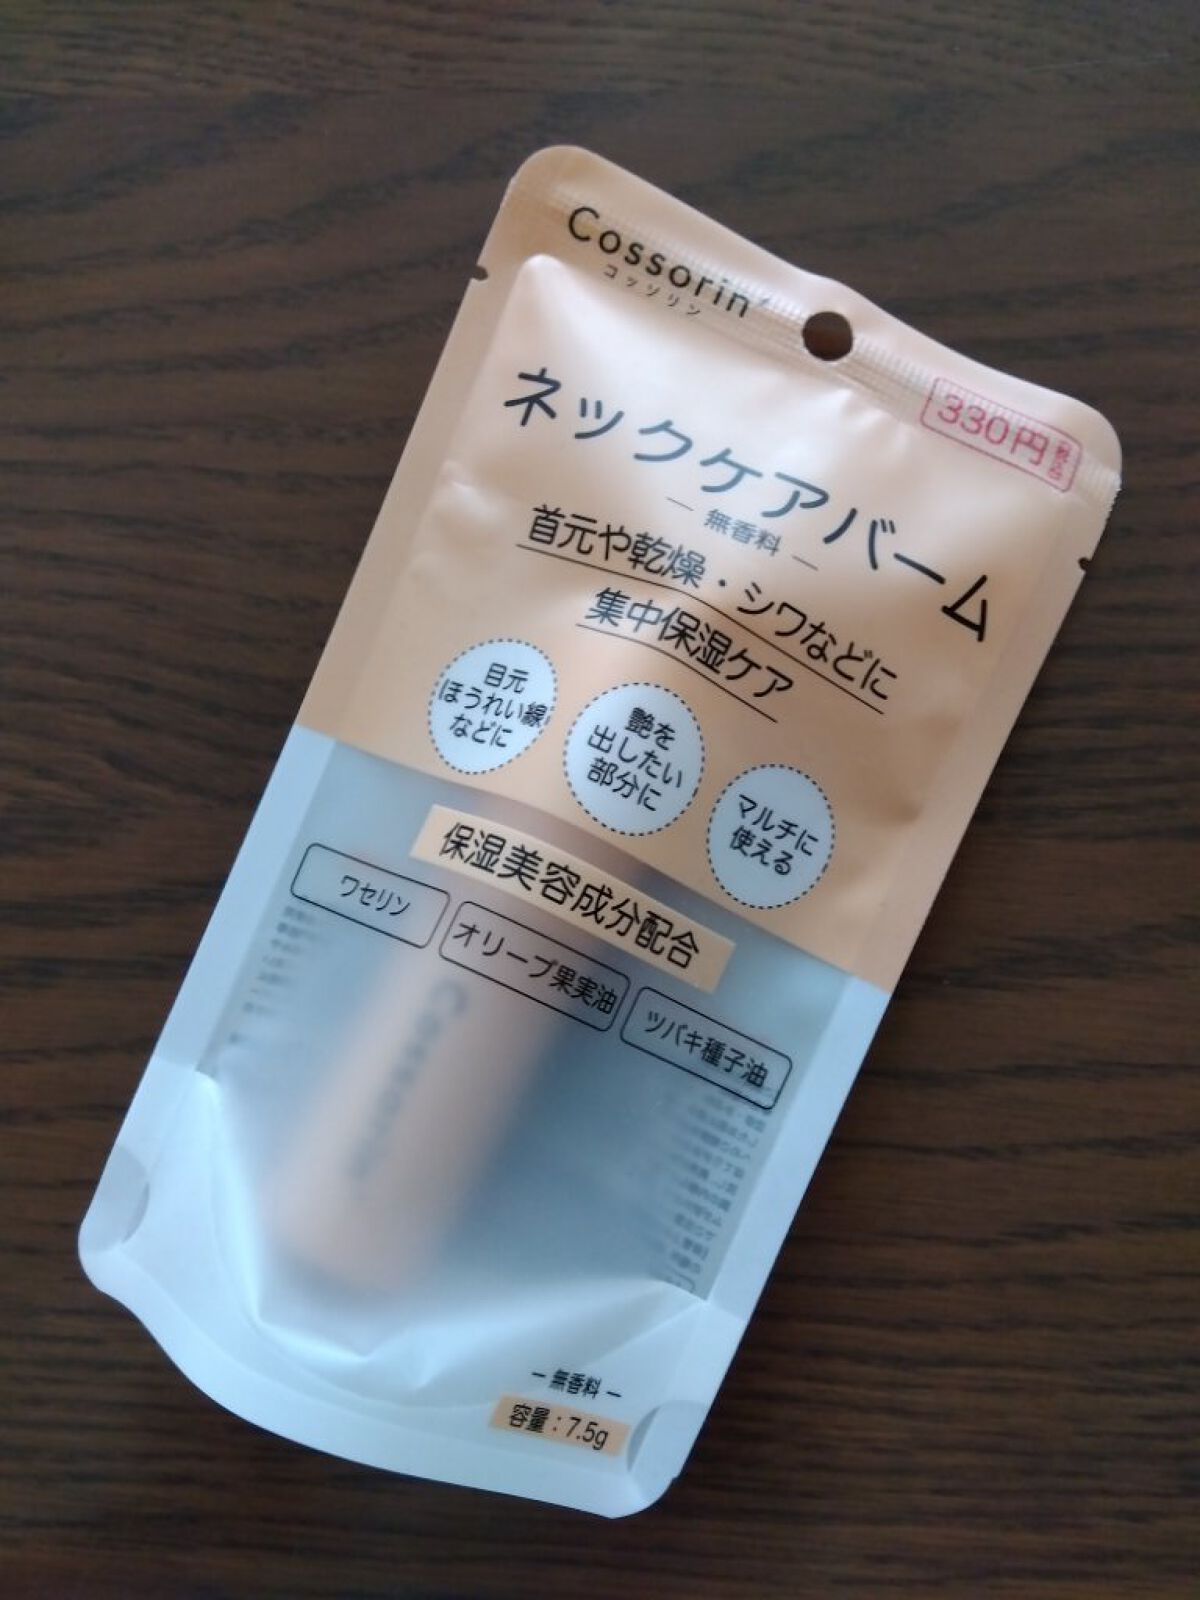 Cossorin
コッソリン
330円 税込
ネックケアバーム
― 無香料 ―
首元や乾燥・シワなどに
集中保湿ケア
目元
ほうれい線
などに
艶を
出したい
部分に
マルチに
使える
保湿美容成分配合
ワセリン
オリーブ果実油
ツバキ種子油
― 無香料 ―
容量：7.5g